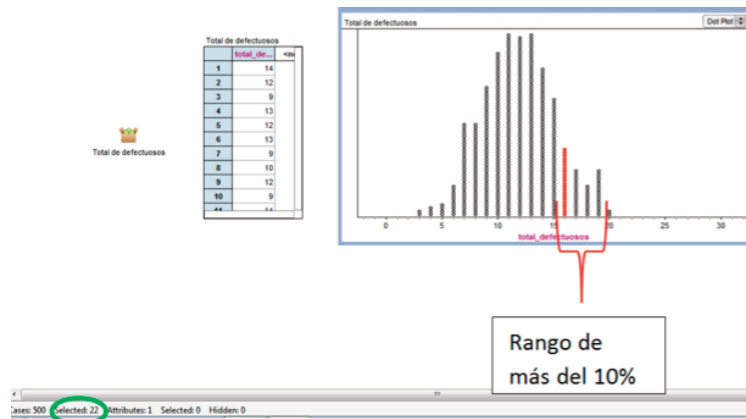 Total de defectuosos
Dot Plot
Total de defectuosos
total_de...
1 14
2 12
3 9
4 13
5 12
6 13
7 9
8 10
9 12
10 9
Total de defectuosos
0 5 10 15 20 25 30
total_defectuosos
Rango de
más del 10%
Cases: 500 Selected: 22 Attributes: 1 Selected: 0 Hidden: 0